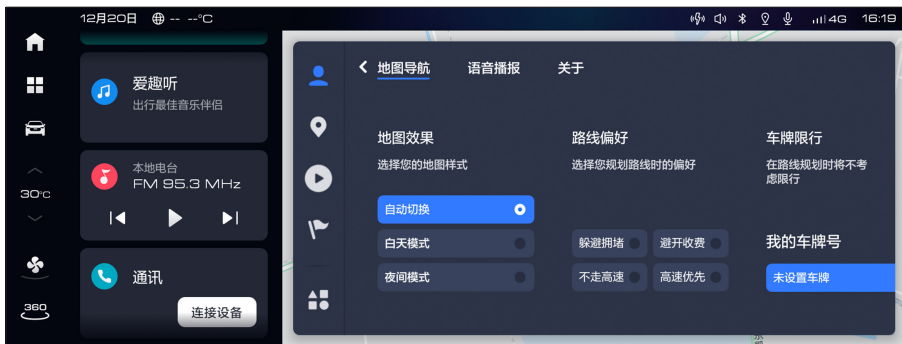 12月20日 -- --°C
4G 16:19
爱趣听
出行最佳音乐伴侣
本地电台
FM 95.3 MHz
30°C
通讯
连接设备
360
地图导航 语音播报 关于
地图效果
选择您的地图样式
自动切换
白天模式
夜间模式
路线偏好
选择您规划路线时的偏好
躲避拥堵 避开收费
不走高速 高速优先
车牌限行
在路线规划时将不考
虑限行
我的车牌号
未设置车牌